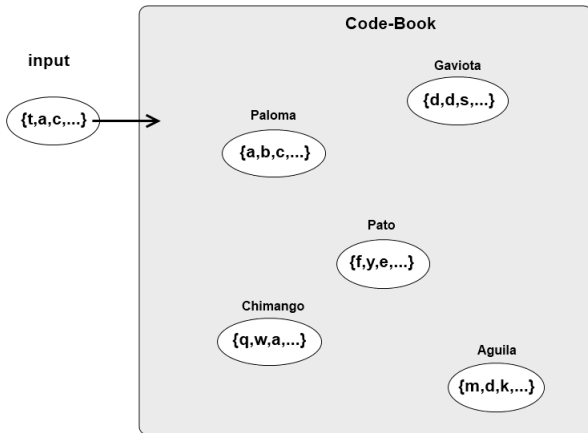 Code-Book
input
{t,a,c,...}
Gaviota
{d,d,s,...}
Paloma
{a,b,c,...}
Pato
{f,y,e,...}
Chimango
{q,w,a,...}
Aguila
{m,d,k,...}